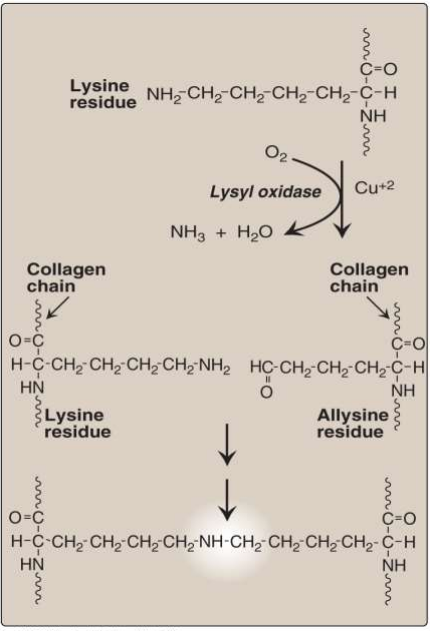 C=O
Lysine
residue
NH₂-CH₂-CH₂-CH₂-CH₂-C-H
NH
O₂
Cu⁺²
Lysyl oxidase
NH₃ + H₂O
Collagen
chain
Collagen
chain
O=C
C=O
H-C-CH₂-CH₂-CH₂-CH₂-NH₂
HC-CH₂-CH₂-CH₂-C-H
HN
O
NH
Lysine
residue
Allysine
residue
O=C
C=O
H-C-CH₂-CH₂-CH₂-CH₂-NH-CH₂-CH₂-CH₂-CH₂-C-H
HN
NH